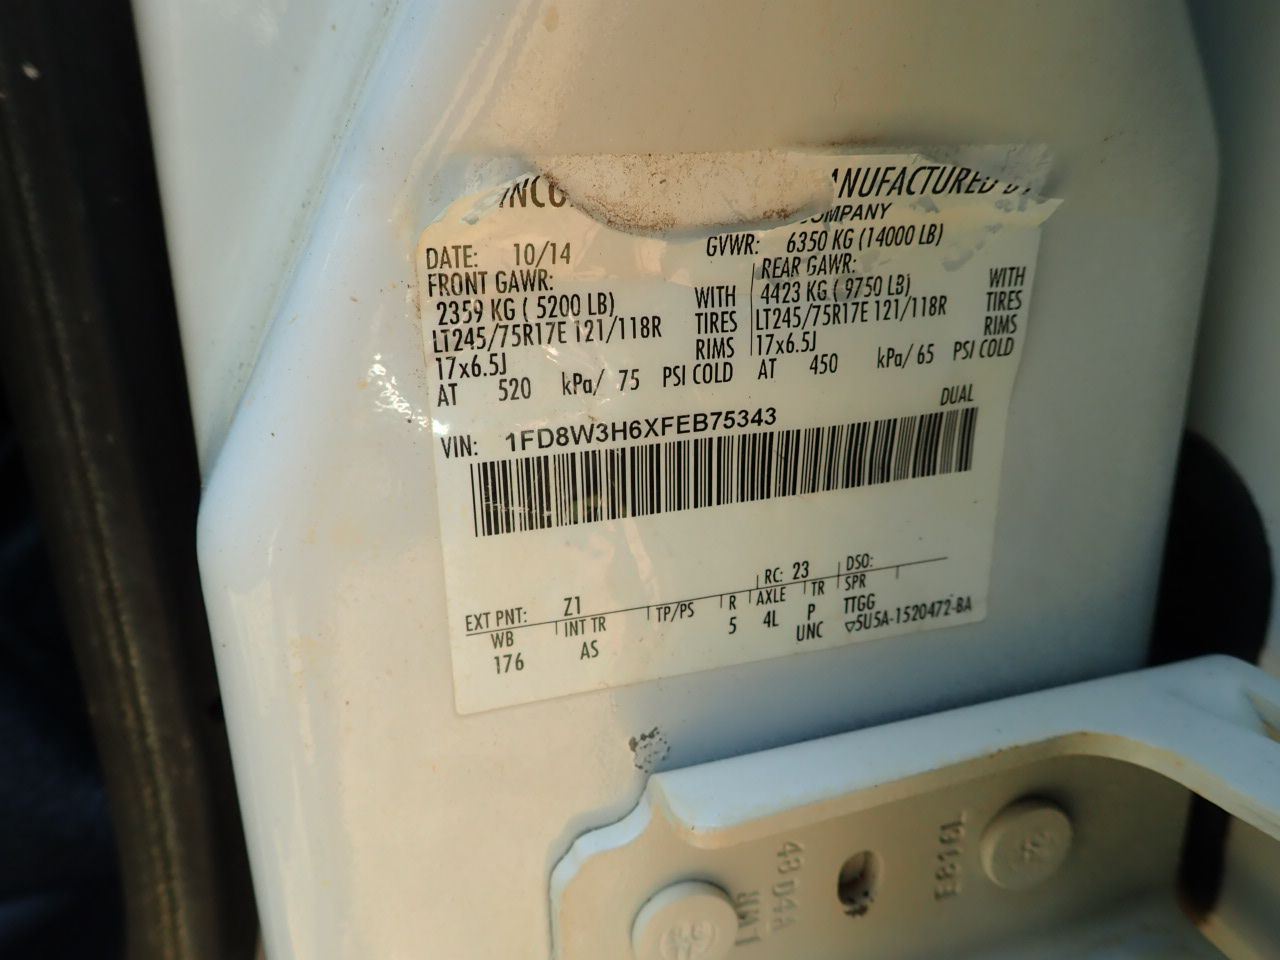 INCO
ANUFACTURED BY
COMPANY
DATE: 10/14 GVWR: 6350 KG (14000 LB)
FRONT GAWR: REAR GAWR:
2359 KG ( 5200 LB) WITH 4423 KG ( 9750 LB) WITH
LT245/75R17E 121/118R TIRES LT245/75R17E 121/118R TIRES
17x6.5J RIMS 17x6.5J RIMS
AT 520 kPa/ 75 PSI COLD AT 450 kPa/ 65 PSI COLD
DUAL
VIN: 1FD8W3H6XFEB75343
EXT PNT: Z1 RC: 23 DSO:
WB INT TR TP/PS R AXLE TR SPR
176 AS 5 4L P TTGG
UNC ▽5U5A-1520472-BA